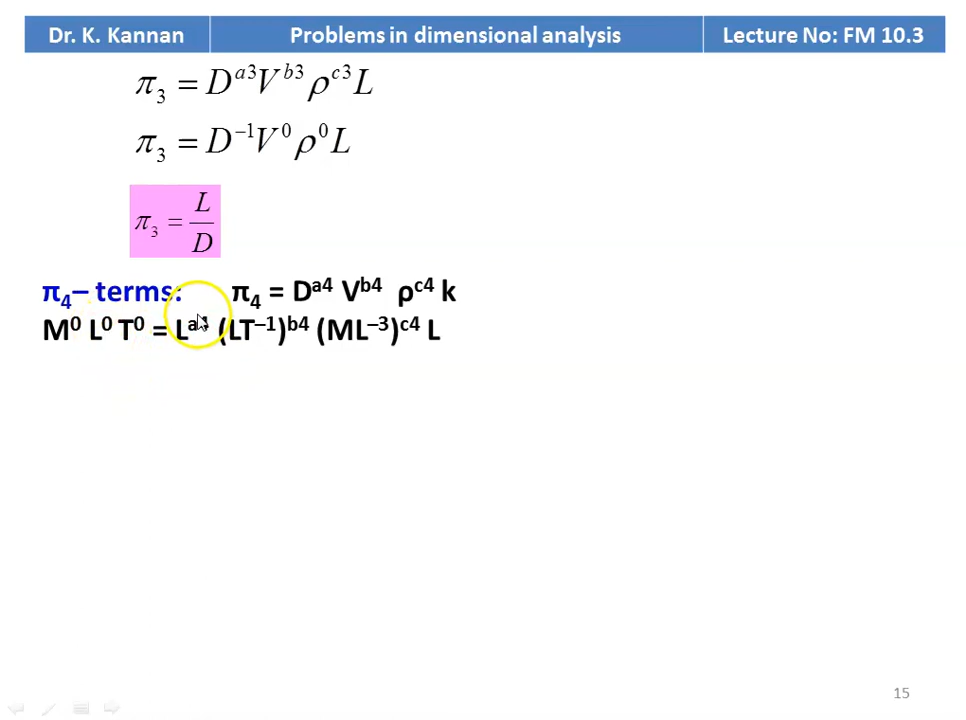 Dr. K. Kannan Problems in dimensional analysis Lecture No: FM 10.3
π₃ = D^{a3} V^{b3} ρ^{c3} L
π₃ = D^{−1} V^{0} ρ^{0} L
π₃ = L/D
π₄– terms: π₄ = D^{a4} V^{b4} ρ^{c4} k
M^{0} L^{0} T^{0} = L^{a4} (LT^{–1})^{b4} (ML^{–3})^{c4} L
15